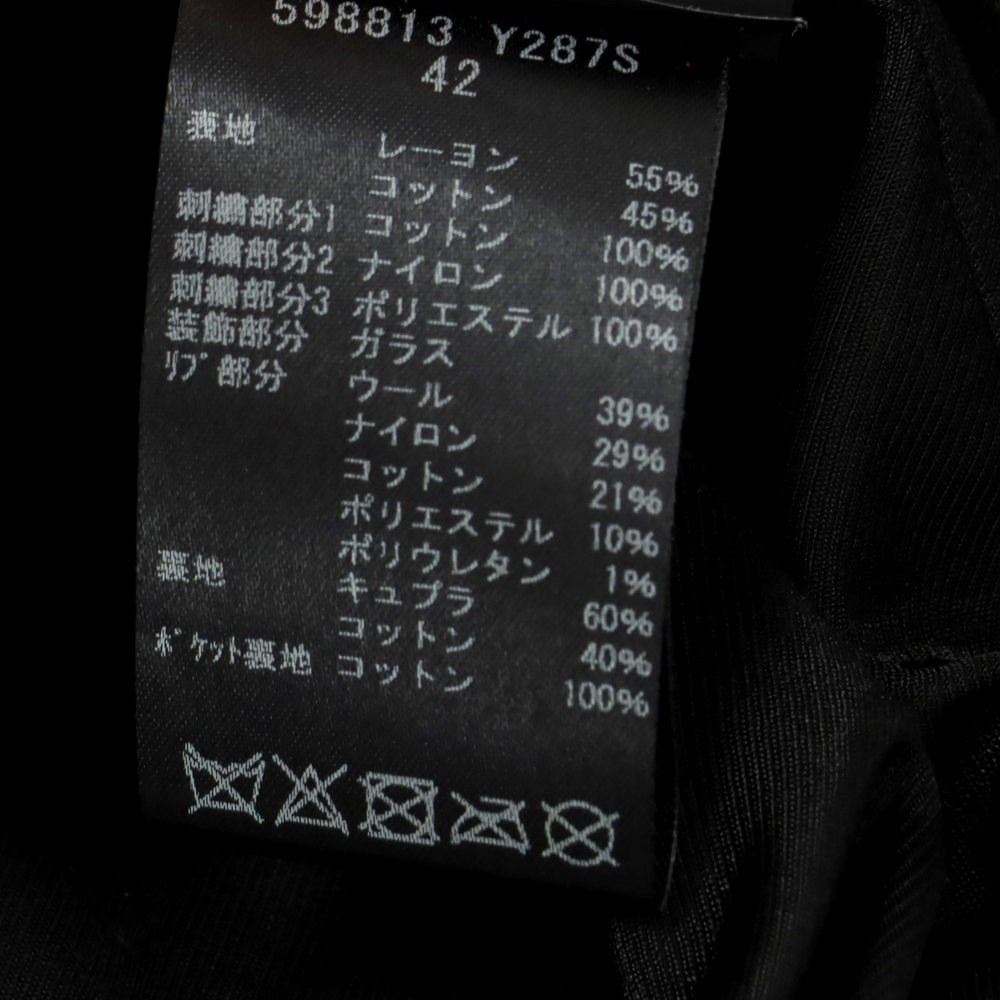 598813 Y287S
42
表地 レーヨン 55%
コットン 45%
刺繍部分1 コットン 100%
刺繍部分2 ナイロン 100%
刺繍部分3 ポリエステル 100%
装飾部分 ガラス
ﾘﾌﾞ部分 ウール 39%
ナイロン 29%
コットン 21%
ポリエステル 10%
ポリウレタン 1%
裏地 キュプラ 60%
コットン 40%
ﾎﾟｹｯﾄ裏地 コットン 100%